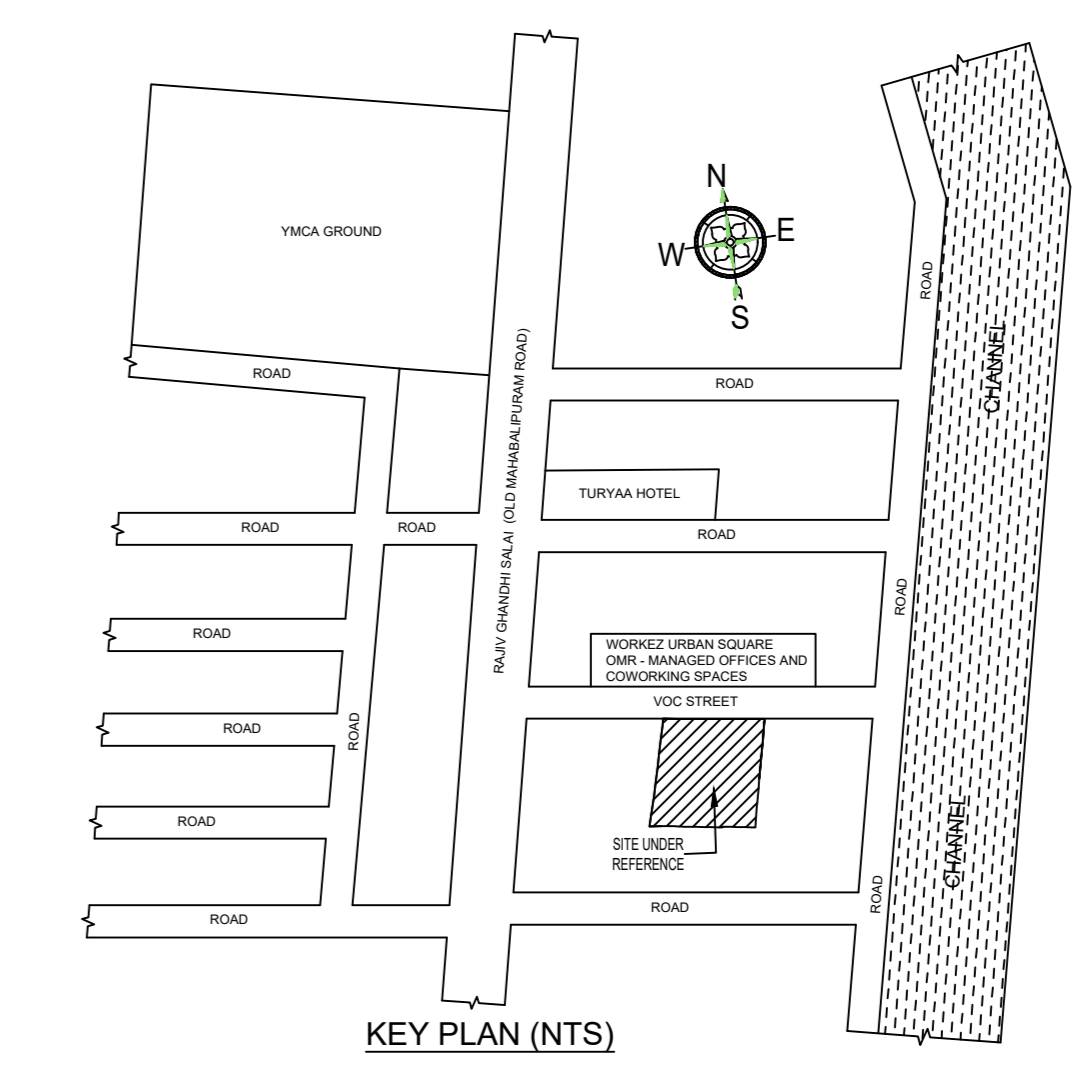 N
W
E
S
YMCA GROUND
ROAD
CHANNEL
ROAD
ROAD
RAJIV GHANDHI SALAI (OLD MAHABALIPURAM ROAD)
TURYAA HOTEL
ROAD
ROAD
ROAD
ROAD
ROAD
WORKEZ URBAN SQUARE
OMR - MANAGED OFFICES AND
COWORKING SPACES
VOC STREET
ROAD
ROAD
ROAD
SITE UNDER
REFERENCE
CHANNEL
ROAD
ROAD
ROAD
KEY PLAN (NTS)